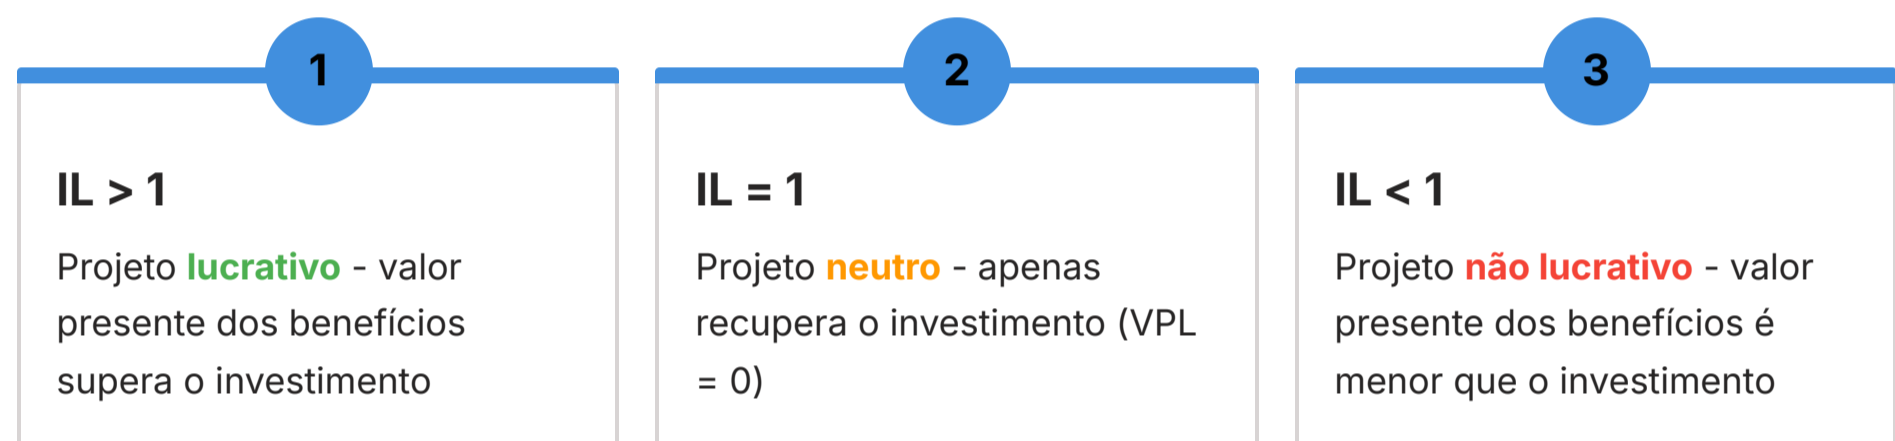 1
IL > 1
Projeto lucrativo - valor
presente dos benefícios
supera o investimento
2
IL = 1
Projeto neutro - apenas
recupera o investimento (VPL
= 0)
3
IL < 1
Projeto não lucrativo - valor
presente dos benefícios é
menor que o investimento